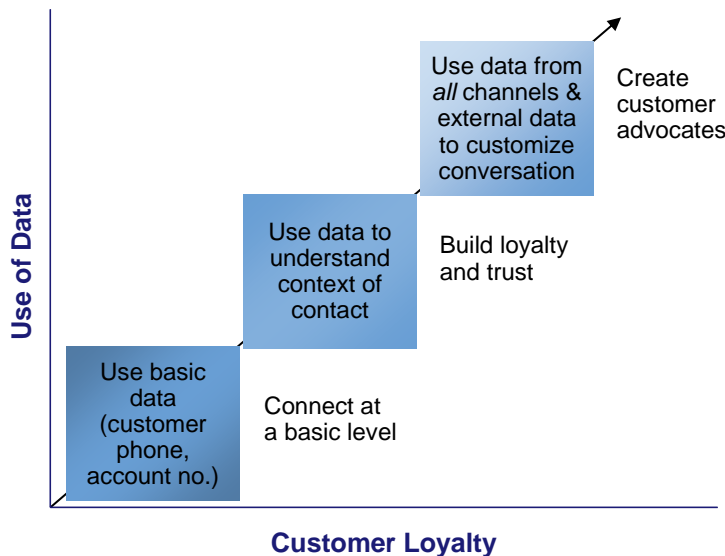 Use data from
all channels &
external data
to customize
conversation
Create
customer
advocates
Use data to
understand
context of
contact
Build loyalty
and trust
Use basic
data
(customer
phone,
account no.)
Connect at
a basic level
Use of Data
Customer Loyalty